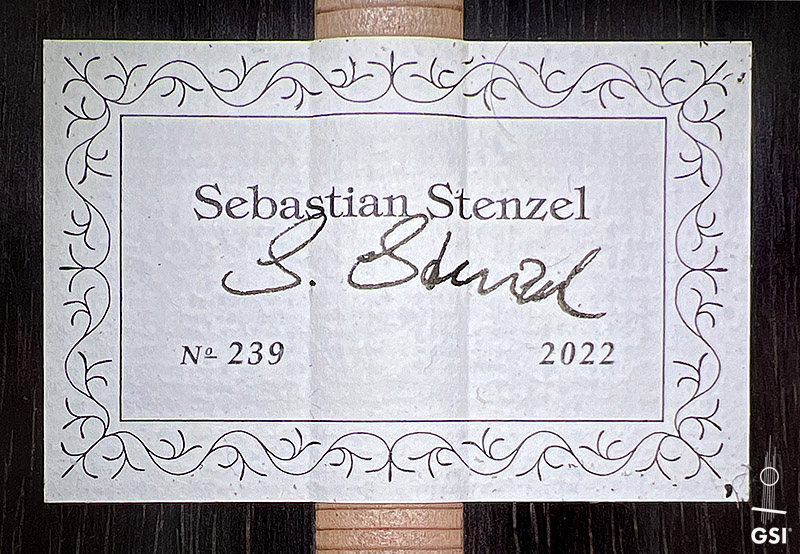 Sebastian Stenzel
S. Stenzel
Nº 239
2022
GSI®